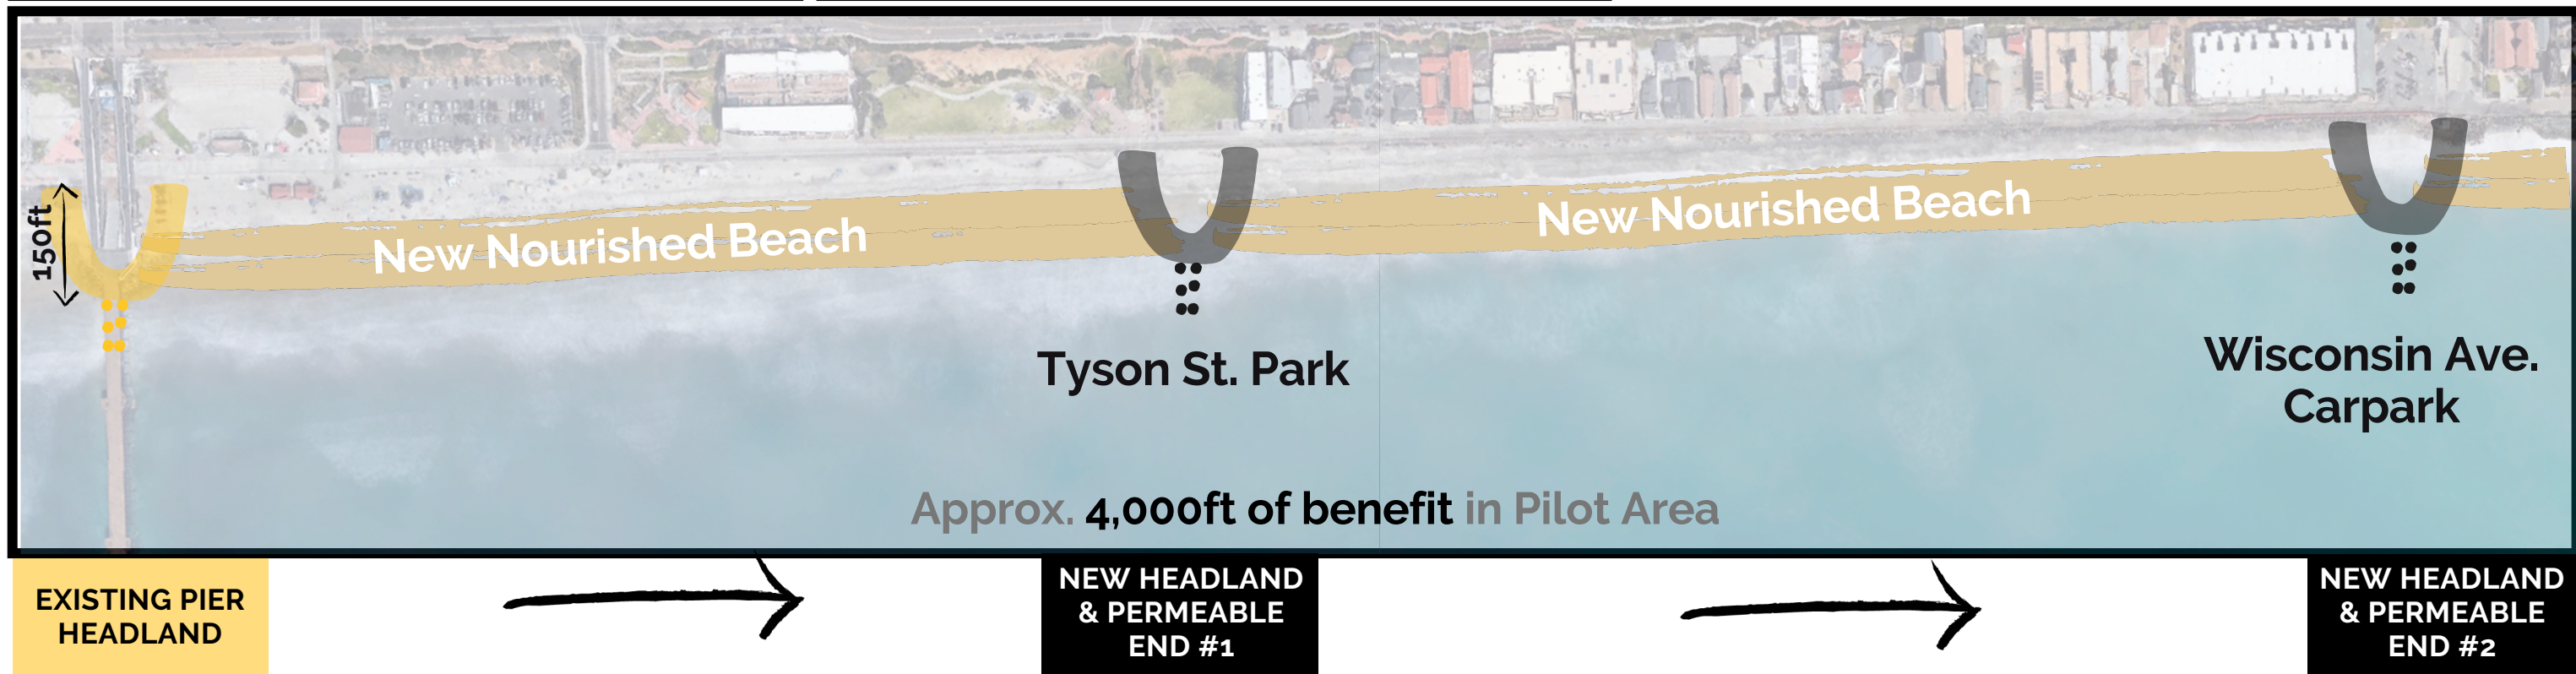 150ft
New Nourished Beach
New Nourished Beach
Tyson St. Park
Wisconsin Ave.
Carpark
Approx. 4,000ft of benefit in Pilot Area
EXISTING PIER
HEADLAND
NEW HEADLAND
& PERMEABLE
END #1
NEW HEADLAND
& PERMEABLE
END #2